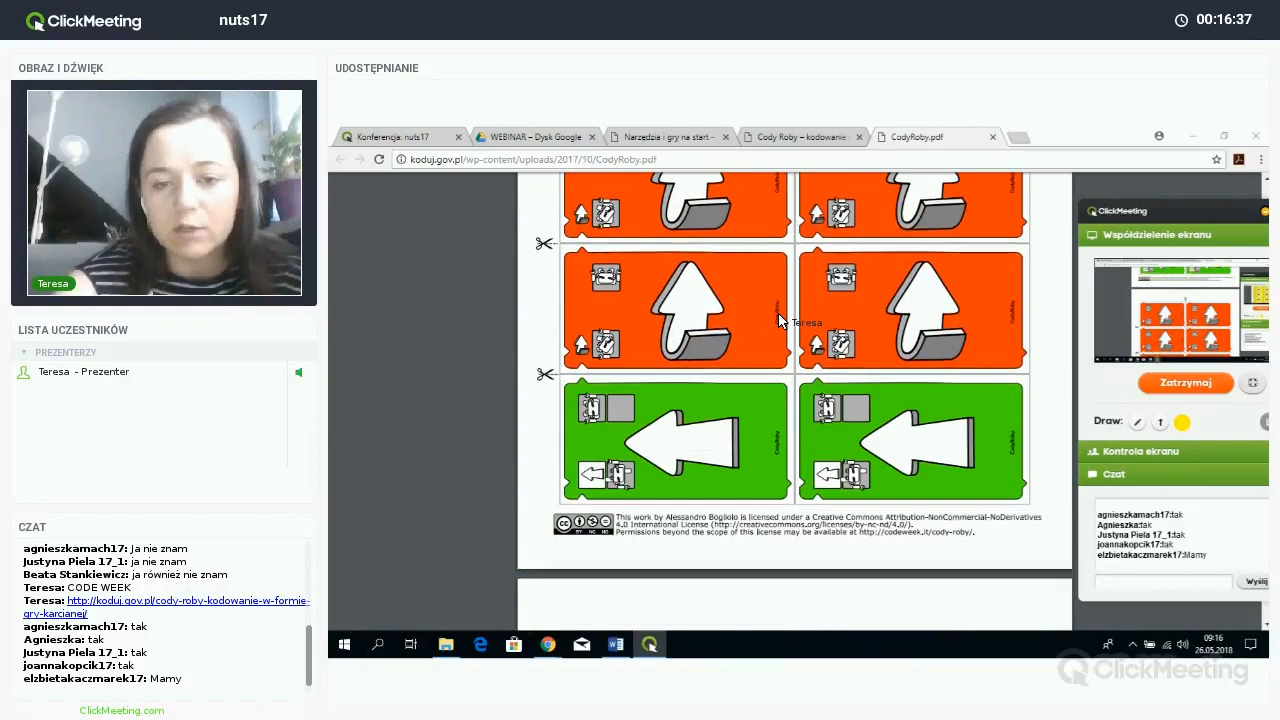 ClickMeeting
nuts17
00:16:37
OBRAZ I DŹWIĘK
Teresa
LISTA UCZESTNIKÓW
PREZENTERZY
Teresa - Prezenter
CZAT
agnieszkamach17: Ja nie znam
Justyna Piela 17_1: ja nie znam
Beata Stankiewicz: ja również nie znam
Teresa: CODE WEEK
Teresa: http://koduj.gov.pl/cody-roby-kodowanie-w-formie-
gry-karcianej/
agnieszkamach17: tak
Agnieszka: tak
Justyna Piela 17_1: tak
joannakopcik17: tak
elzbietakaczmarek17: Mamy
ClickMeeting.com
UDOSTĘPNIANIE
Konferencja: nuts17
WEBINAR – Dysk Google
Narzędzia i gry na start –
Cody Roby – kodowanie
CodyRoby.pdf
koduj.gov.pl/wp-content/uploads/2017/10/CodyRoby.pdf
Teresa
CodyRoby
CodyRoby
This work by Alessandro Bogliolo is licensed under a Creative Commons Attribution-NonCommercial-NoDerivatives
4.0 International License (http://creativecommons.org/licenses/by-nc-nd/4.0/).
Permissions beyond the scope of this license may be available at http://codeweek.it/cody-roby/.
ClickMeeting
Współdzielenie ekranu
Zatrzymaj
Draw:
Kontrola ekranu
Czat
agnieszkamach17:tak
Agnieszka:tak
Justyna Piela 17_1:tak
joannakopcik17:tak
elzbietakaczmarek17:Mamy
Wyślij
09:16
26.05.2018
ClickMeeting